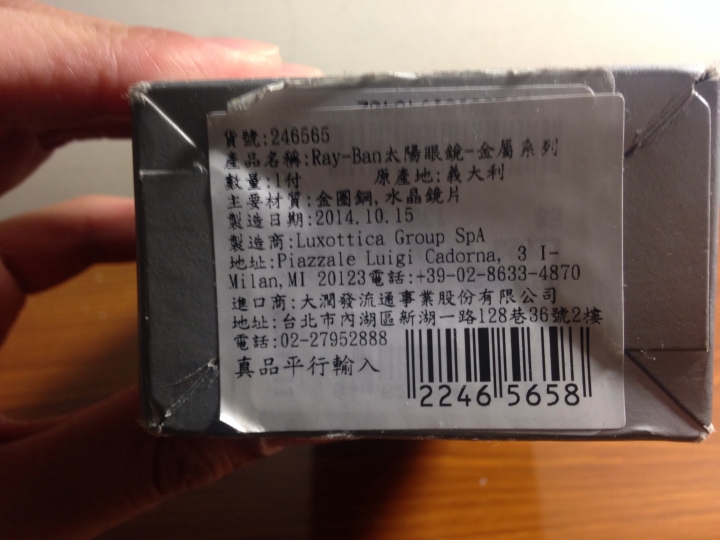 貨號:246565
產品名稱:Ray-Ban太陽眼鏡-金屬系列
數量:1付 原產地:義大利
主要材質:金圈鋼,水晶鏡片
製造日期:2014.10.15
製造商:Luxottica Group SpA
地址:Piazzale Luigi Cadorna, 3 I-
Milan,MI 20123電話:+39-02-8633-4870
進口商:大潤發流通事業股份有限公司
地址:台北市內湖區新湖一路128巷36號2樓
電話:02-27952888
真品平行輸入
2246 5658